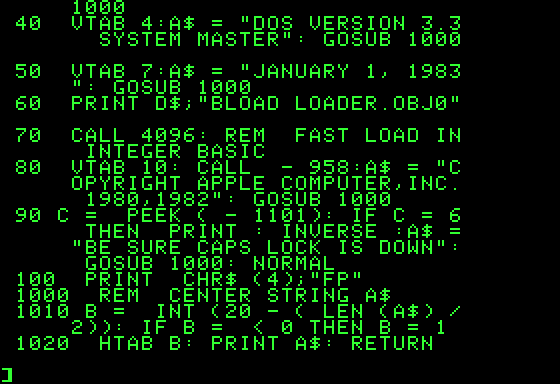 1000
40 VTAB 4:A$ = "DOS VERSION 3.3
SYSTEM MASTER": GOSUB 1000
50 VTAB 7:A$ = "JANUARY 1, 1983
": GOSUB 1000
60 PRINT D$;"BLOAD LOADER.OBJ0"
70 CALL 4096: REM FAST LOAD IN
INTEGER BASIC
80 VTAB 10: CALL - 958:A$ = "C
OPYRIGHT APPLE COMPUTER,INC.
1980,1982": GOSUB 1000
90 C = PEEK ( - 1101): IF C = 6
THEN PRINT : INVERSE :A$ =
"BE SURE CAPS LOCK IS DOWN":
GOSUB 1000: NORMAL
100 PRINT CHR$ (4);"FP"
1000 REM CENTER STRING A$
1010 B = INT (20 - ( LEN (A$) /
2)): IF B = < 0 THEN B = 1
1020 HTAB B: PRINT A$: RETURN
]